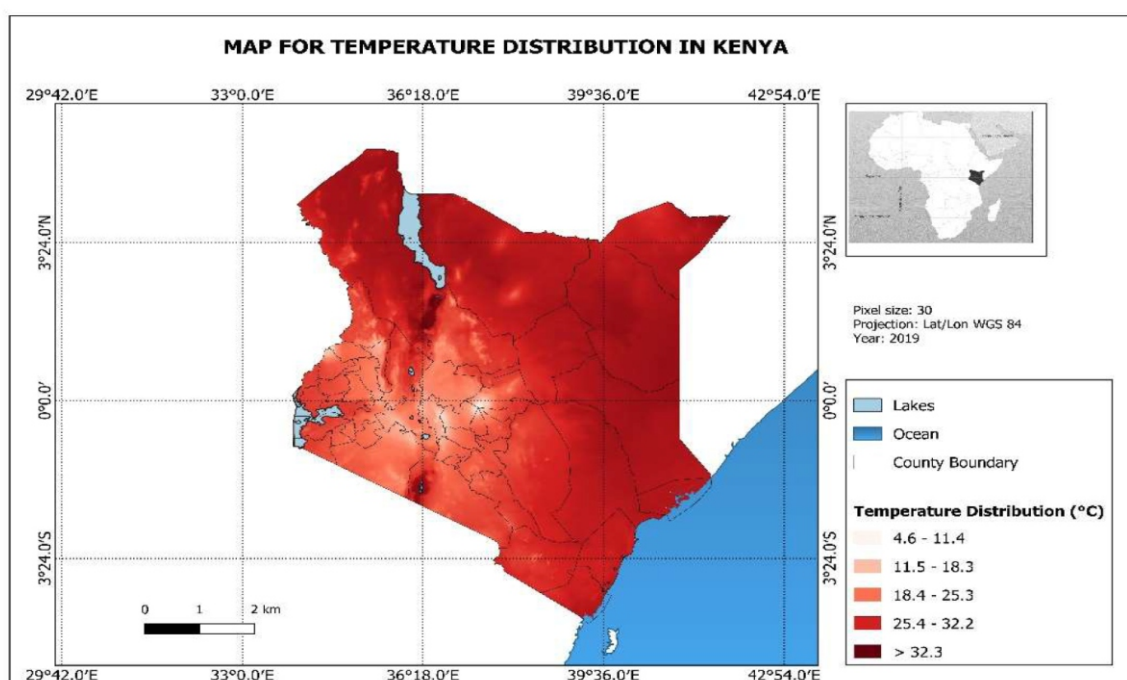 MAP FOR TEMPERATURE DISTRIBUTION IN KENYA
29°42.0'E 33°0.0'E 36°18.0'E 39°36.0'E 42°54.0'E
3°24.0'N 3°24.0'N
0°0.0' 0°0.0'
3°24.0'S 3°24.0'S
0 1 2 km
29°42.0'E 33°0.0'E 36°18.0'E 39°36.0'E 42°54.0'E
Pixel size: 30
Projection: Lat/Lon WGS 84
Year: 2019
Lakes
Ocean
County Boundary
Temperature Distribution (°C)
4.6 - 11.4
11.5 - 18.3
18.4 - 25.3
25.4 - 32.2
> 32.3